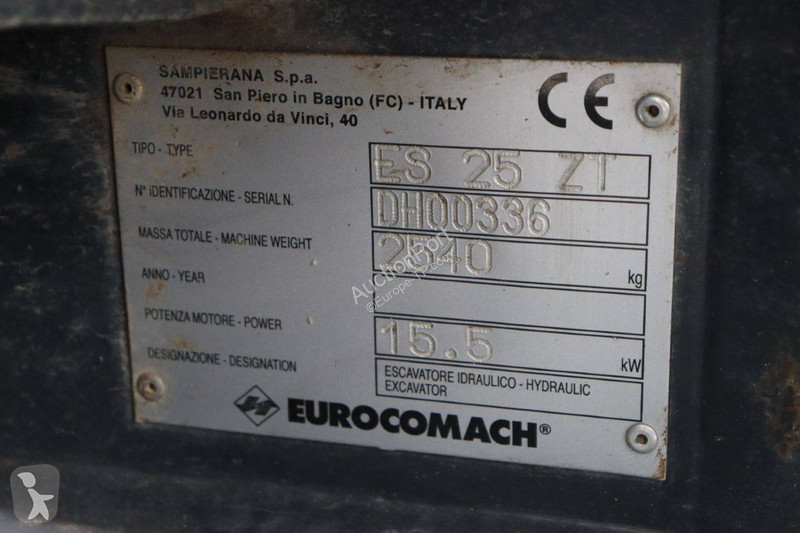 SAMPIERANA S.p.a.
47021 San Piero in Bagno (FC) - ITALY
Via Leonardo da Vinci, 40
CE
TIPO - TYPE
ES 25 ZT
N° IDENTIFICAZIONE - SERIAL N.
DH00336
MASSA TOTALE - MACHINE WEIGHT
2540
kg
ANNO - YEAR
POTENZA MOTORE - POWER
15.5
kW
DESIGNAZIONE - DESIGNATION
ESCAVATORE IDRAULICO - HYDRAULIC
EXCAVATOR
EUROCOMACH®
AuctionPort